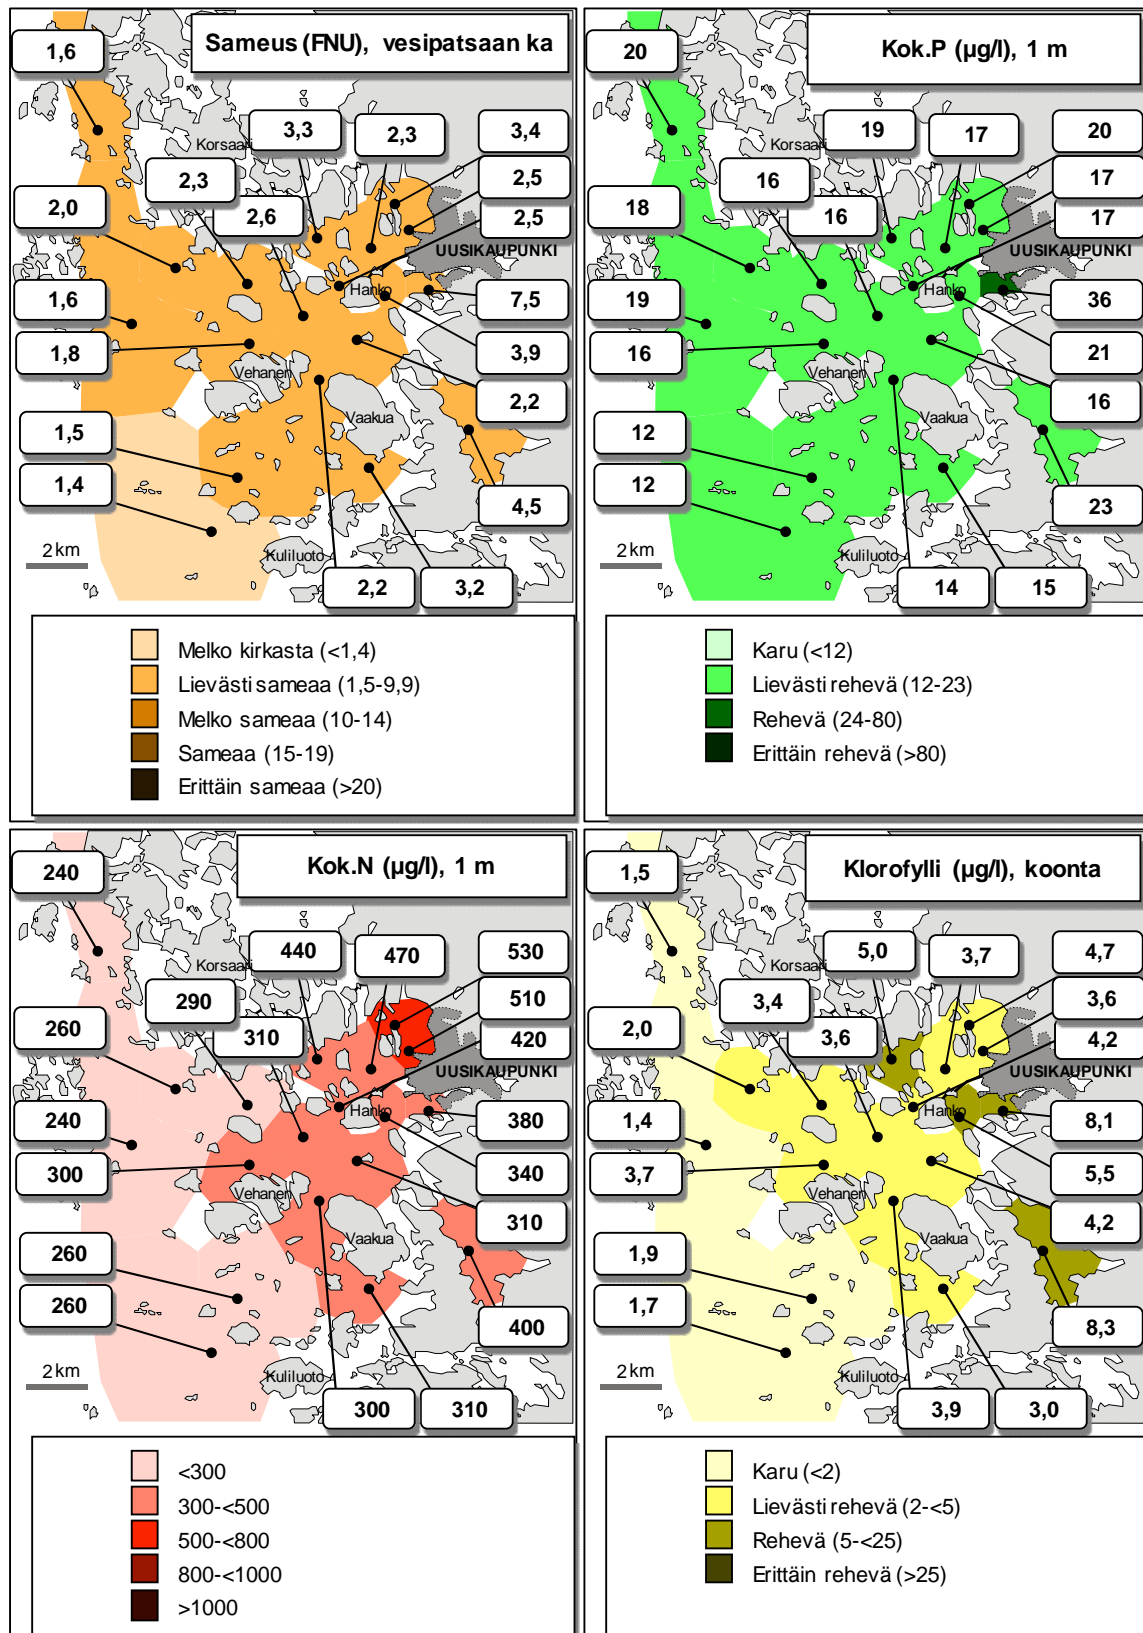 Sameus (FNU), vesipatsaan ka
1,6
3,3
2,3
3,4
Korsaari
2,3
2,5
2,0
2,6
2,5
UUSIKAUPUNKI
1,6
Hanko
7,5
1,8
3,9
Vehanen
2,2
1,5
Vaakua
1,4
4,5
2 km
Kuliluoto
2,2
3,2
Melko kirkasta (<1,4)
Lievästi sameaa (1,5-9,9)
Melko sameaa (10-14)
Sameaa (15-19)
Erittäin sameaa (>20)
Kok.P (µg/l), 1 m
20
19
17
20
Korsaari
16
17
18
16
17
UUSIKAUPUNKI
19
Hanko
36
16
21
Vehanen
16
12
Vaakua
12
23
2 km
Kuliluoto
14
15
Karu (<12)
Lievästi rehevä (12-23)
Rehevä (24-80)
Erittäin rehevä (>80)
Kok.N (µg/l), 1 m
240
440
470
530
Korsaari
290
510
260
310
420
UUSIKAUPUNKI
240
Hanko
380
300
340
Vehanen
310
260
Vaakua
260
400
2 km
Kuliluoto
300
310
<300
300-<500
500-<800
800-<1000
>1000
Klorofylli (µg/l), koonta
1,5
5,0
3,7
4,7
Korsaari
3,4
3,6
2,0
3,6
4,2
UUSIKAUPUNKI
1,4
Hanko
8,1
3,7
5,5
Vehanen
4,2
1,9
Vaakua
1,7
8,3
2 km
Kuliluoto
3,9
3,0
Karu (<2)
Lievästi rehevä (2-<5)
Rehevä (5-<25)
Erittäin rehevä (>25)